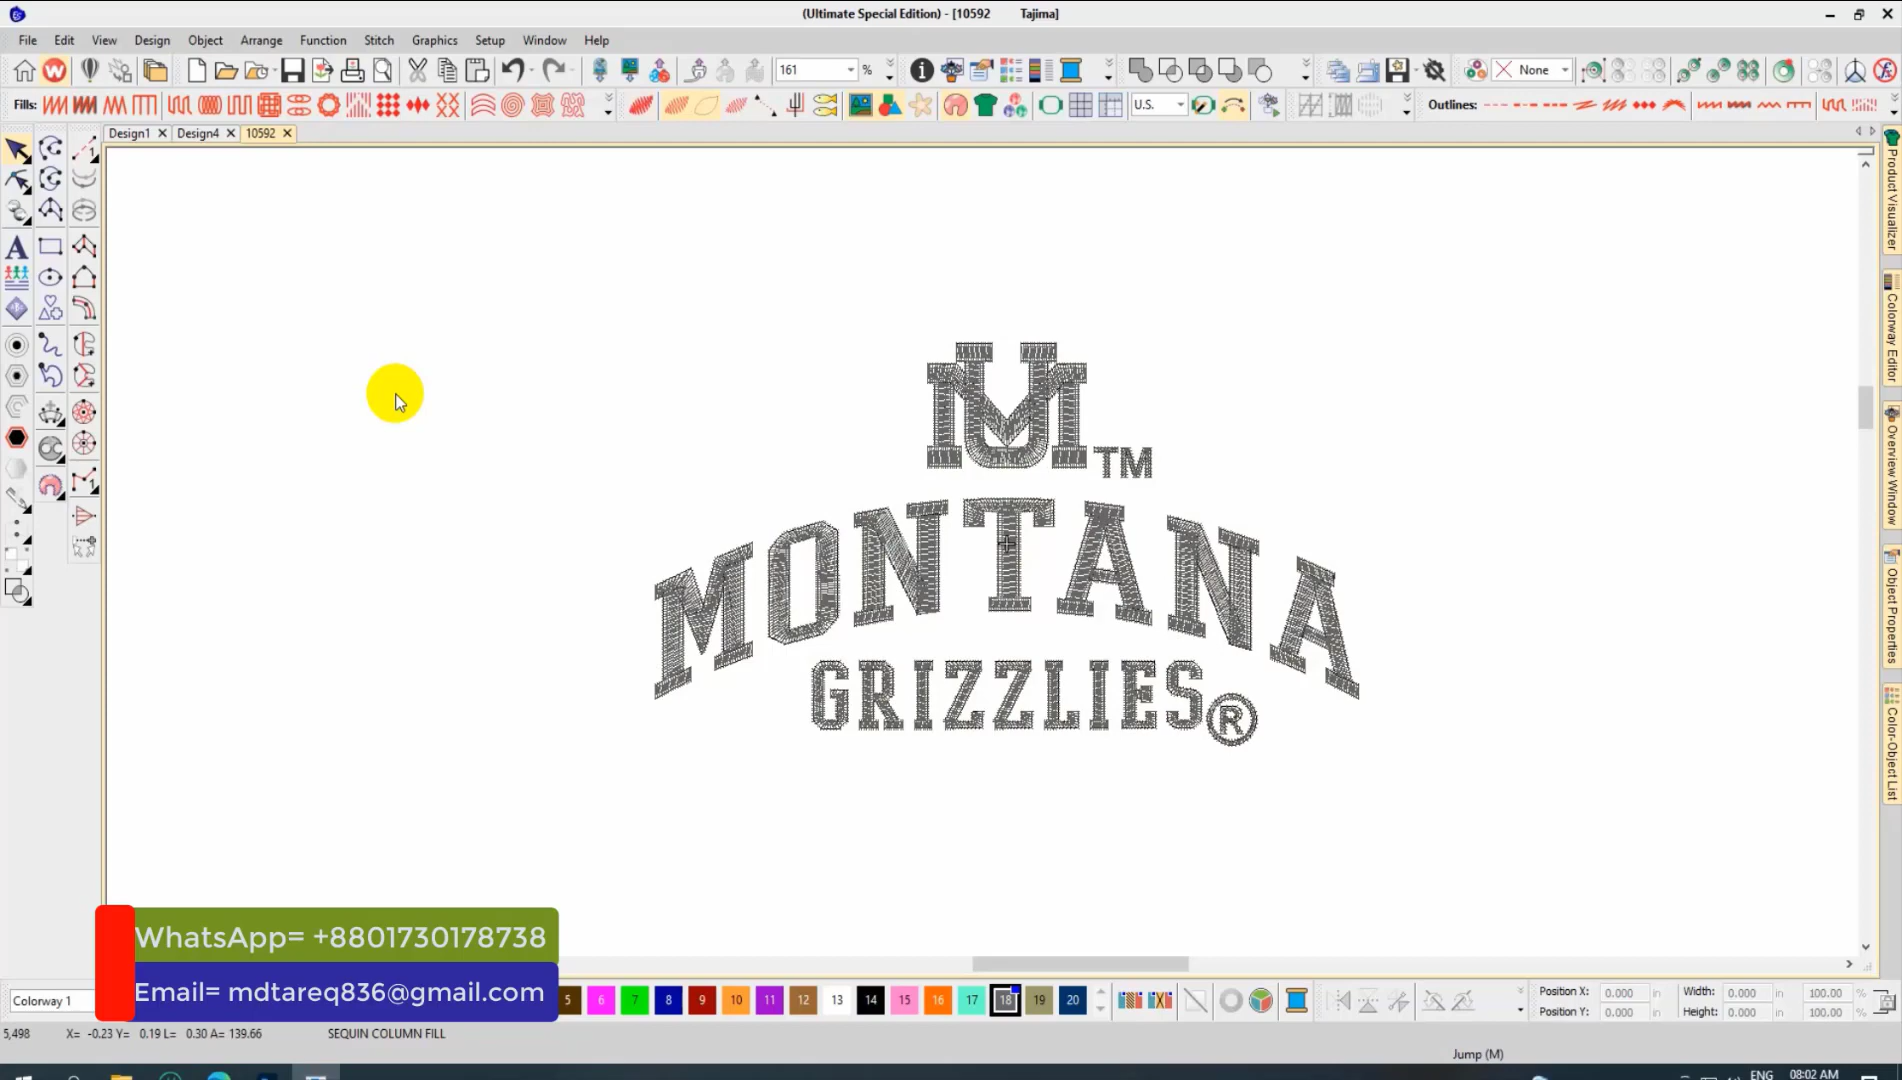 (Ultimate Special Edition) - [10592 Tajima]
File Edit View Design Object Arrange Function Stitch Graphics Setup Window Help
161 %
None
Fills:
U.S.
Outlines:
Design1 Design4 10592
Product Visualizer
Colorway Editor
Overview Window
Object Properties
Color-Object List
MU TM
MONTANA
GRIZZLIES®
WhatsApp= +8801730178738
Email= mdtareq836@gmail.com
Colorway 1
5 6 7 8 9 10 11 12 13 14 15 16 17 18 19 20
Position X: 0.000 in Width: 0.000 in 100.00 %
Position Y: 0.000 in Height: 0.000 in 100.00 %
5,498 X= -0.23 Y= 0.19 L= 0.30 A= 139.66 SEQUIN COLUMN FILL
Jump (M)
ENG 08:02 AM